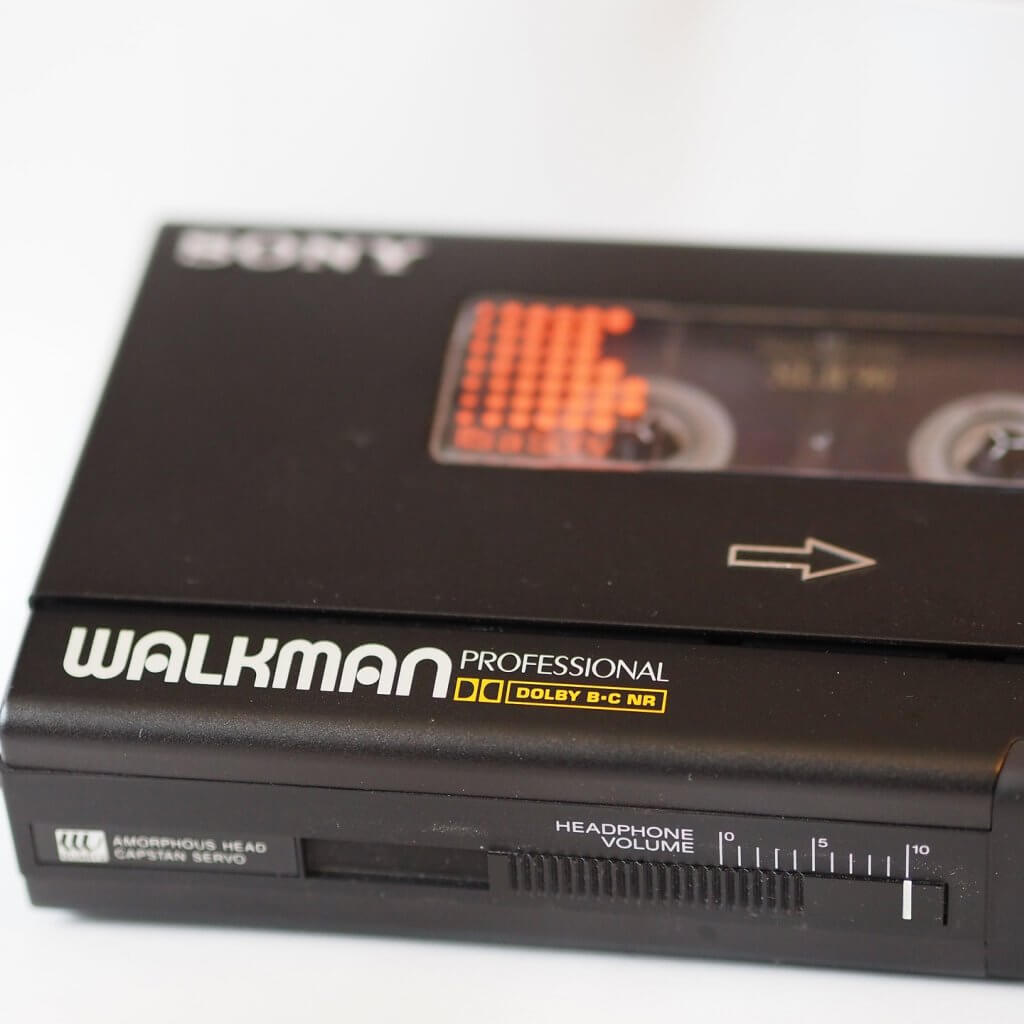 SONY
WALKMAN PROFESSIONAL
DOLBY B·C NR
AMORPHOUS HEAD
CAPSTAN SERVO
HEADPHONE
VOLUME
0 5 10